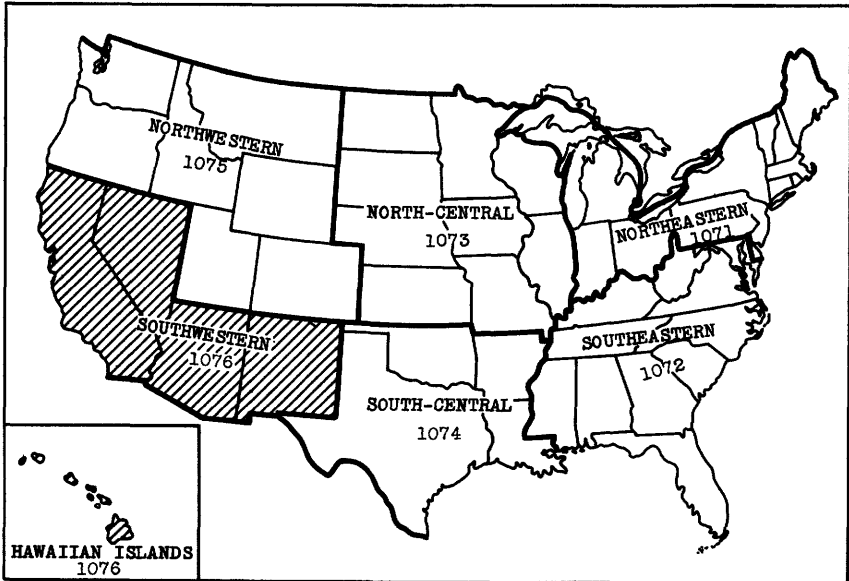 NORTHWESTERN
1075
NORTH-CENTRAL
1073
NORTHEASTERN
1071
SOUTHWESTERN
1076
SOUTHEASTERN
1072
SOUTH-CENTRAL
1074
HAWAIIAN ISLANDS
1076